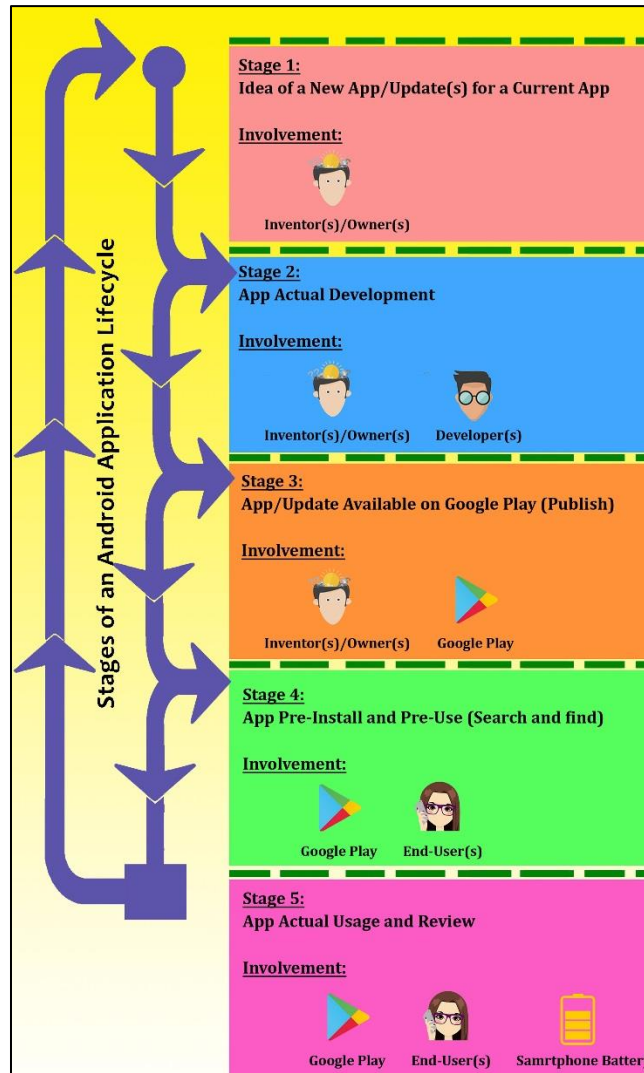 Stages of an Android Application Lifecycle
Stage 1:
Idea of a New App/Update(s) for a Current App
Involvement:
Inventor(s)/Owner(s)
Stage 2:
App Actual Development
Involvement:
Inventor(s)/Owner(s) Developer(s)
Stage 3:
App/Update Available on Google Play (Publish)
Involvement:
Inventor(s)/Owner(s) Google Play
Stage 4:
App Pre-Install and Pre-Use (Search and find)
Involvement:
Google Play End-User(s)
Stage 5:
App Actual Usage and Review
Involvement:
Google Play End-User(s) Samrtphone Batter